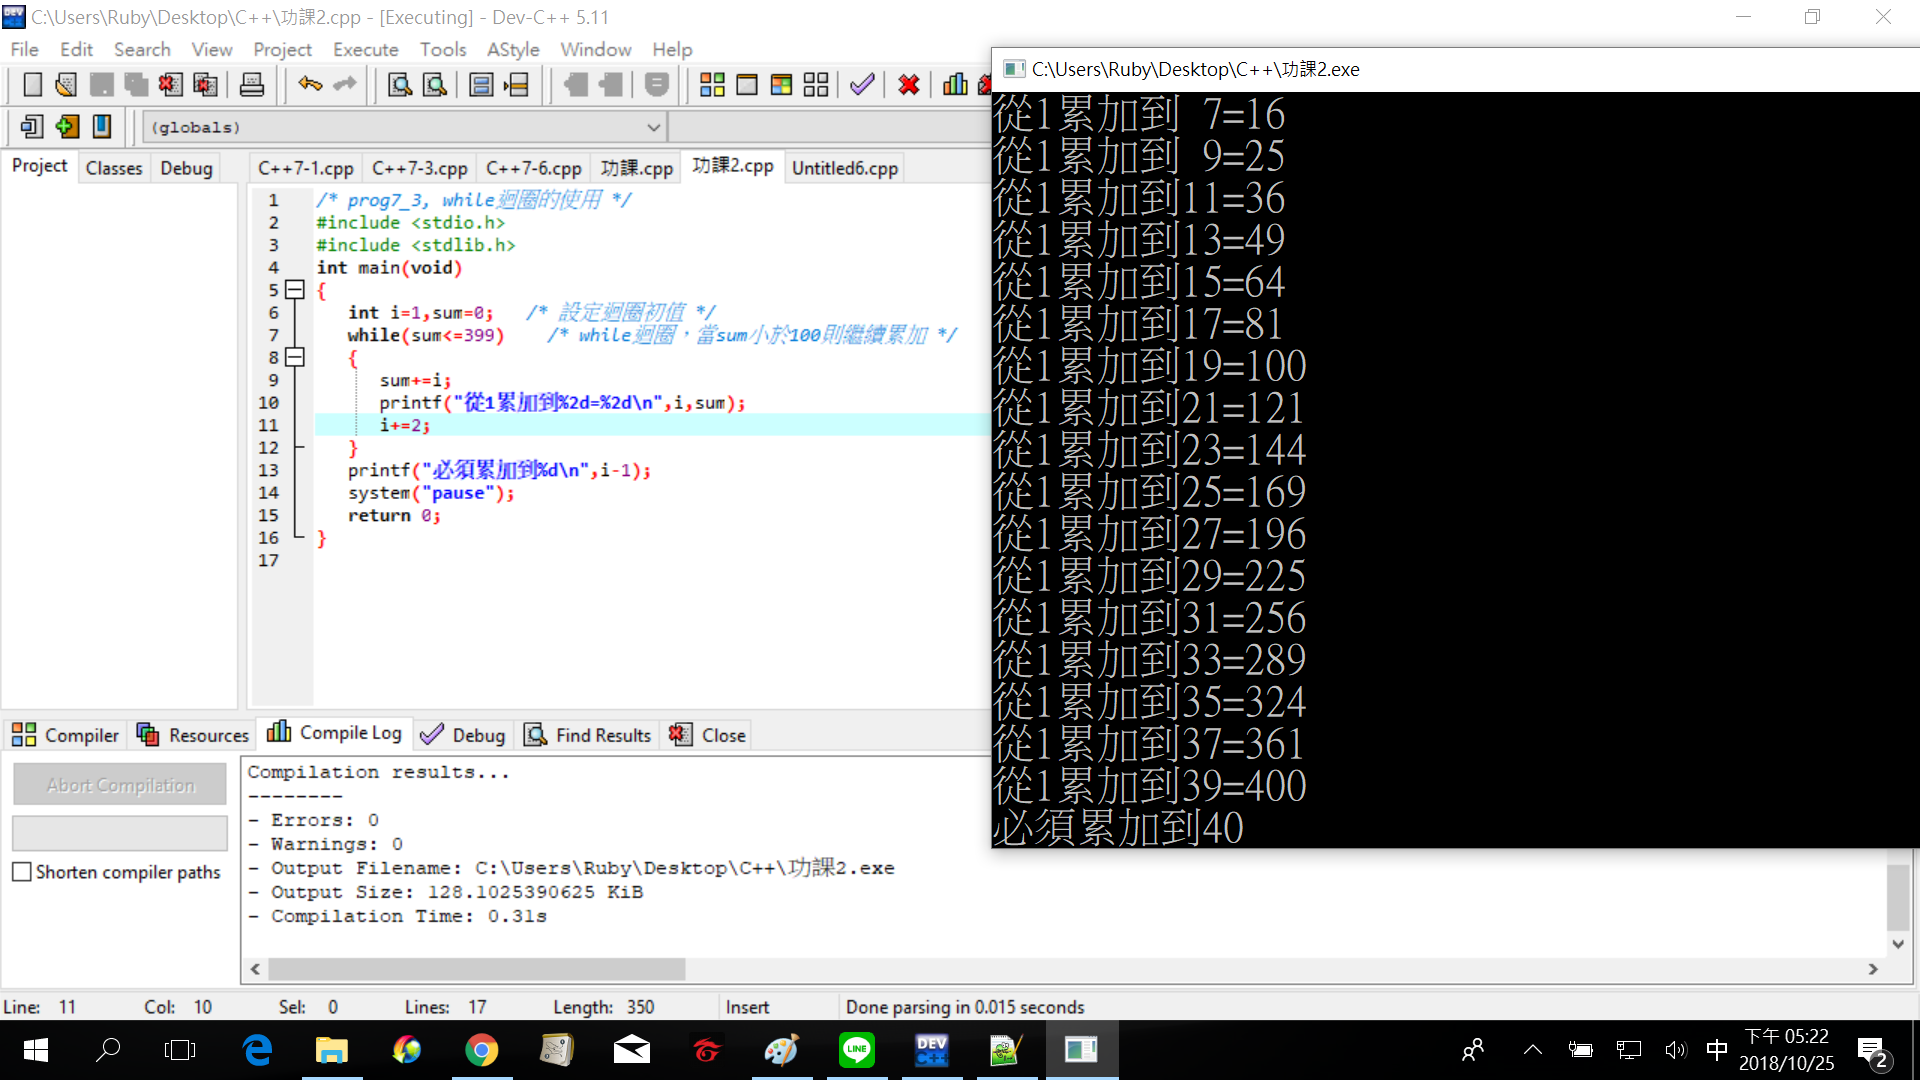 C:\Users\Ruby\Desktop\C++\功課2.cpp - [Executing] - Dev-C++ 5.11
File Edit Search View Project Execute Tools AStyle Window Help
(globals)
Project Classes Debug
C++7-1.cpp C++7-3.cpp C++7-6.cpp 功課.cpp 功課2.cpp Untitled6.cpp
1 /* prog7_3, while迴圈的使用 */
2 #include <stdio.h>
3 #include <stdlib.h>
4 int main(void)
5 {
6 int i=1,sum=0; /* 設定迴圈初值 */
7 while(sum<=399) /* while迴圈，當sum小於100則繼續累加 */
8 {
9 sum+=i;
10 printf("從1累加到%2d=%2d\n",i,sum);
11 i+=2;
12 }
13 printf("必須累加到%d\n",i-1);
14 system("pause");
15 return 0;
16 }
17
C:\Users\Ruby\Desktop\C++\功課2.exe
從1累加到 7=16
從1累加到 9=25
從1累加到11=36
從1累加到13=49
從1累加到15=64
從1累加到17=81
從1累加到19=100
從1累加到21=121
從1累加到23=144
從1累加到25=169
從1累加到27=196
從1累加到29=225
從1累加到31=256
從1累加到33=289
從1累加到35=324
從1累加到37=361
從1累加到39=400
必須累加到40
Compiler Resources Compile Log Debug Find Results Close
Abort Compilation
Shorten compiler paths
Compilation results...
--------
- Errors: 0
- Warnings: 0
- Output Filename: C:\Users\Ruby\Desktop\C++\功課2.exe
- Output Size: 128.1025390625 KiB
- Compilation Time: 0.31s
Line: 11 Col: 10 Sel: 0 Lines: 17 Length: 350 Insert Done parsing in 0.015 seconds
LINE
DEV C++
中
下午 05:22
2018/10/25
2